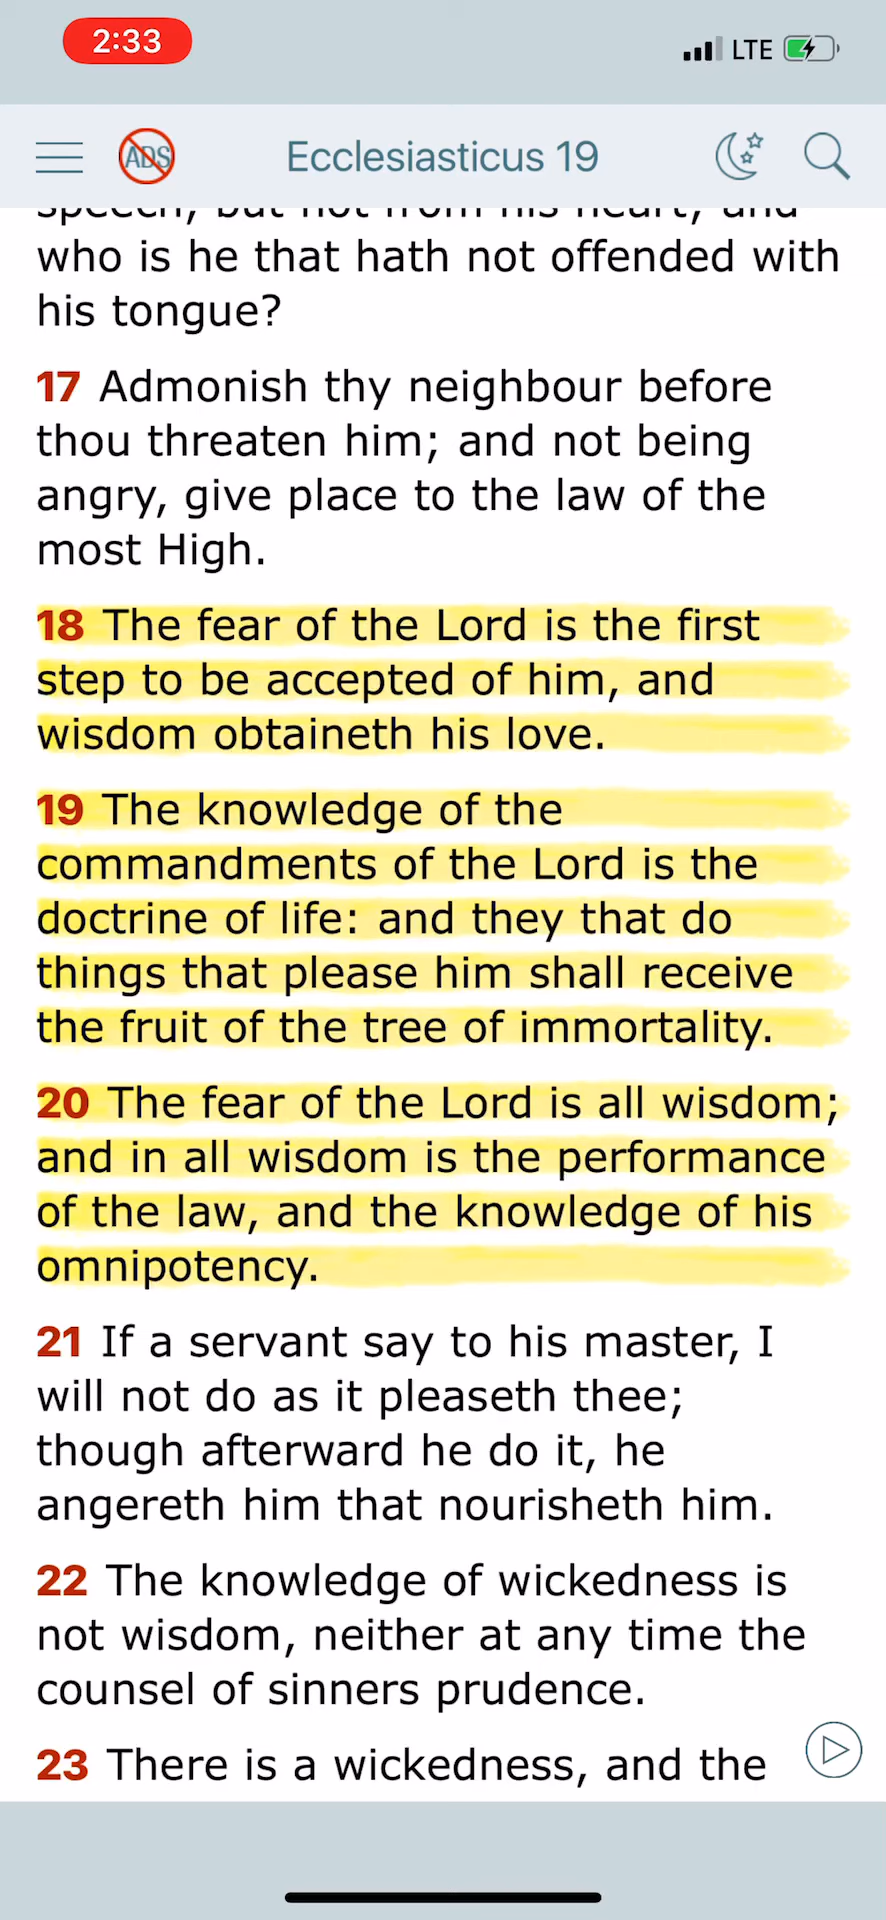 2:33
LTE
ADS
Ecclesiasticus 19
speech, but not from his heart; and
who is he that hath not offended with
his tongue?
17 Admonish thy neighbour before
thou threaten him; and not being
angry, give place to the law of the
most High.
18 The fear of the Lord is the first
step to be accepted of him, and
wisdom obtaineth his love.
19 The knowledge of the
commandments of the Lord is the
doctrine of life: and they that do
things that please him shall receive
the fruit of the tree of immortality.
20 The fear of the Lord is all wisdom;
and in all wisdom is the performance
of the law, and the knowledge of his
omnipotency.
21 If a servant say to his master, I
will not do as it pleaseth thee;
though afterward he do it, he
angereth him that nourisheth him.
22 The knowledge of wickedness is
not wisdom, neither at any time the
counsel of sinners prudence.
23 There is a wickedness, and the